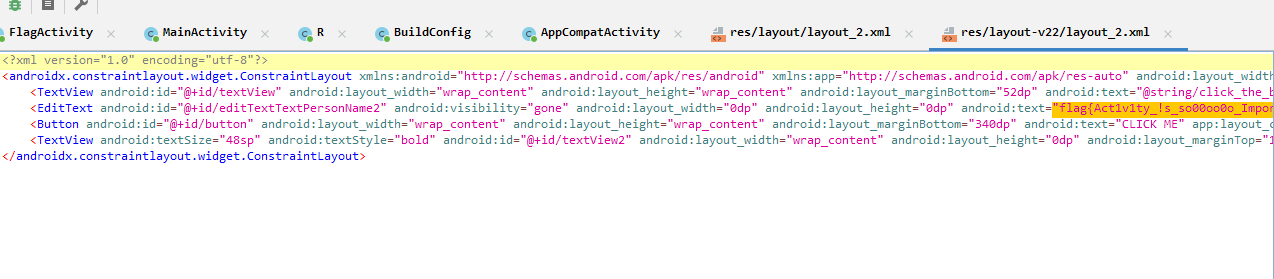 FlagActivity MainActivity R BuildConfig AppCompatActivity res/layout/layout_2.xml res/layout-v22/layout_2.xml
<?xml version="1.0" encoding="utf-8"?>
<androidx.constraintlayout.widget.ConstraintLayout xmlns:android="http://schemas.android.com/apk/res/android" xmlns:app="http://schemas.android.com/apk/res-auto" android:layout_width
<TextView android:id="@+id/textView" android:layout_width="wrap_content" android:layout_height="wrap_content" android:layout_marginBottom="52dp" android:text="@string/click_the_b
<EditText android:id="@+id/editTextTextPersonName2" android:visibility="gone" android:layout_width="0dp" android:layout_height="0dp" android:text="flag{Act1v1ty_!s_so00oo0o_Impor
<Button android:id="@+id/button" android:layout_width="wrap_content" android:layout_height="wrap_content" android:layout_marginBottom="340dp" android:text="CLICK ME" app:layout_c
<TextView android:textSize="48sp" android:textStyle="bold" android:id="@+id/textView2" android:layout_width="wrap_content" android:layout_height="0dp" android:layout_marginTop="1
</androidx.constraintlayout.widget.ConstraintLayout>